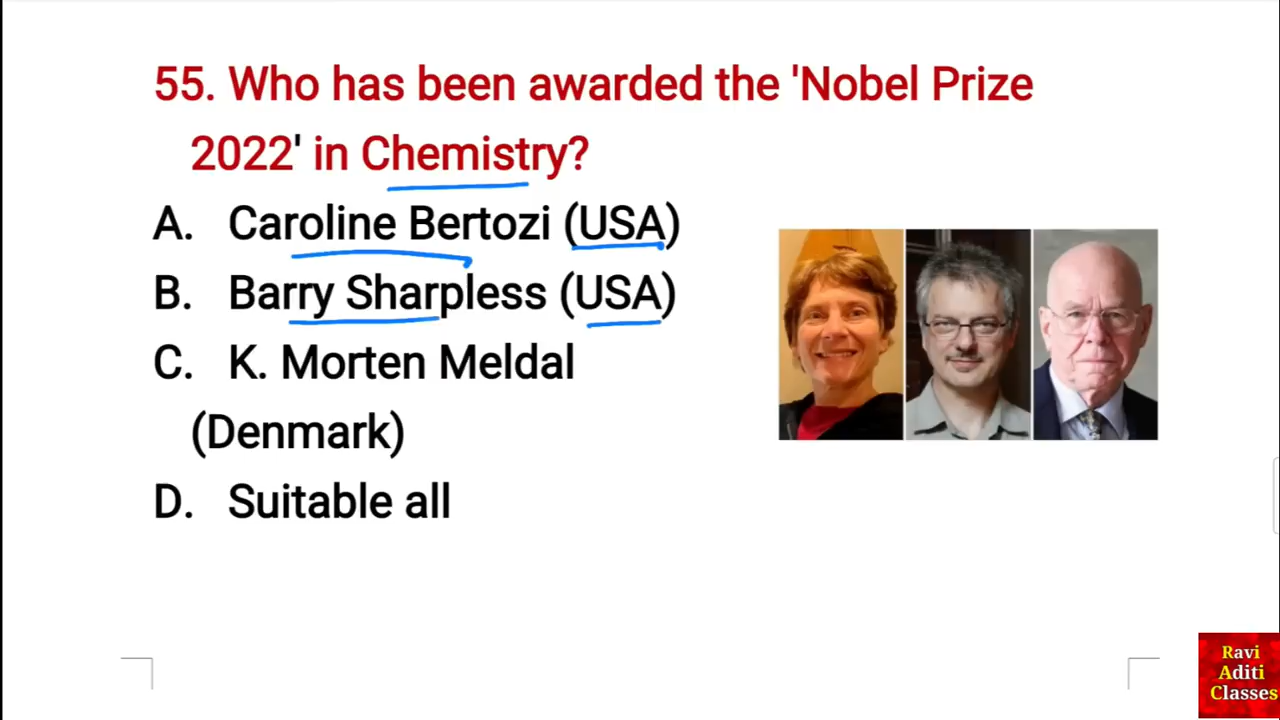 55. Who has been awarded the 'Nobel Prize
2022' in Chemistry?
A. Caroline Bertozi (USA)
B. Barry Sharpless (USA)
C. K. Morten Meldal
(Denmark)
D. Suitable all
Ravi
Aditi
Classes